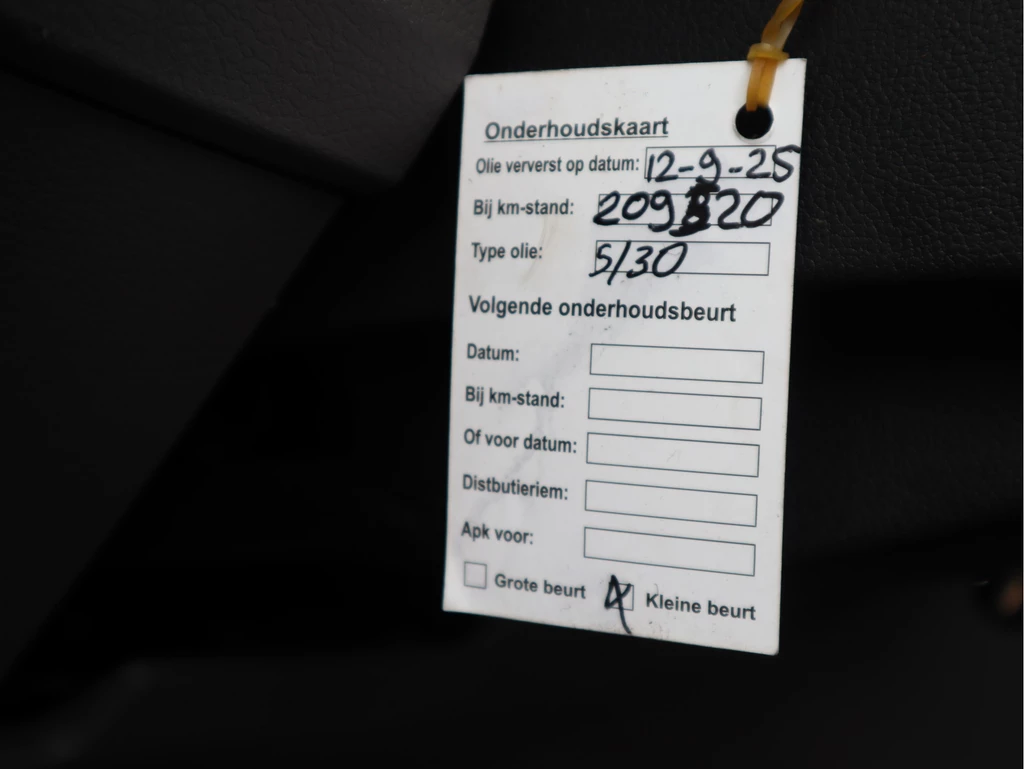 Onderhoudskaart
Olie ververst op datum: 12-9-25
Bij km-stand: 209820
Type olie: 5/30
Volgende onderhoudsbeurt
Datum:
Bij km-stand:
Of voor datum:
Distbutieriem:
Apk voor:
Grote beurt Kleine beurt